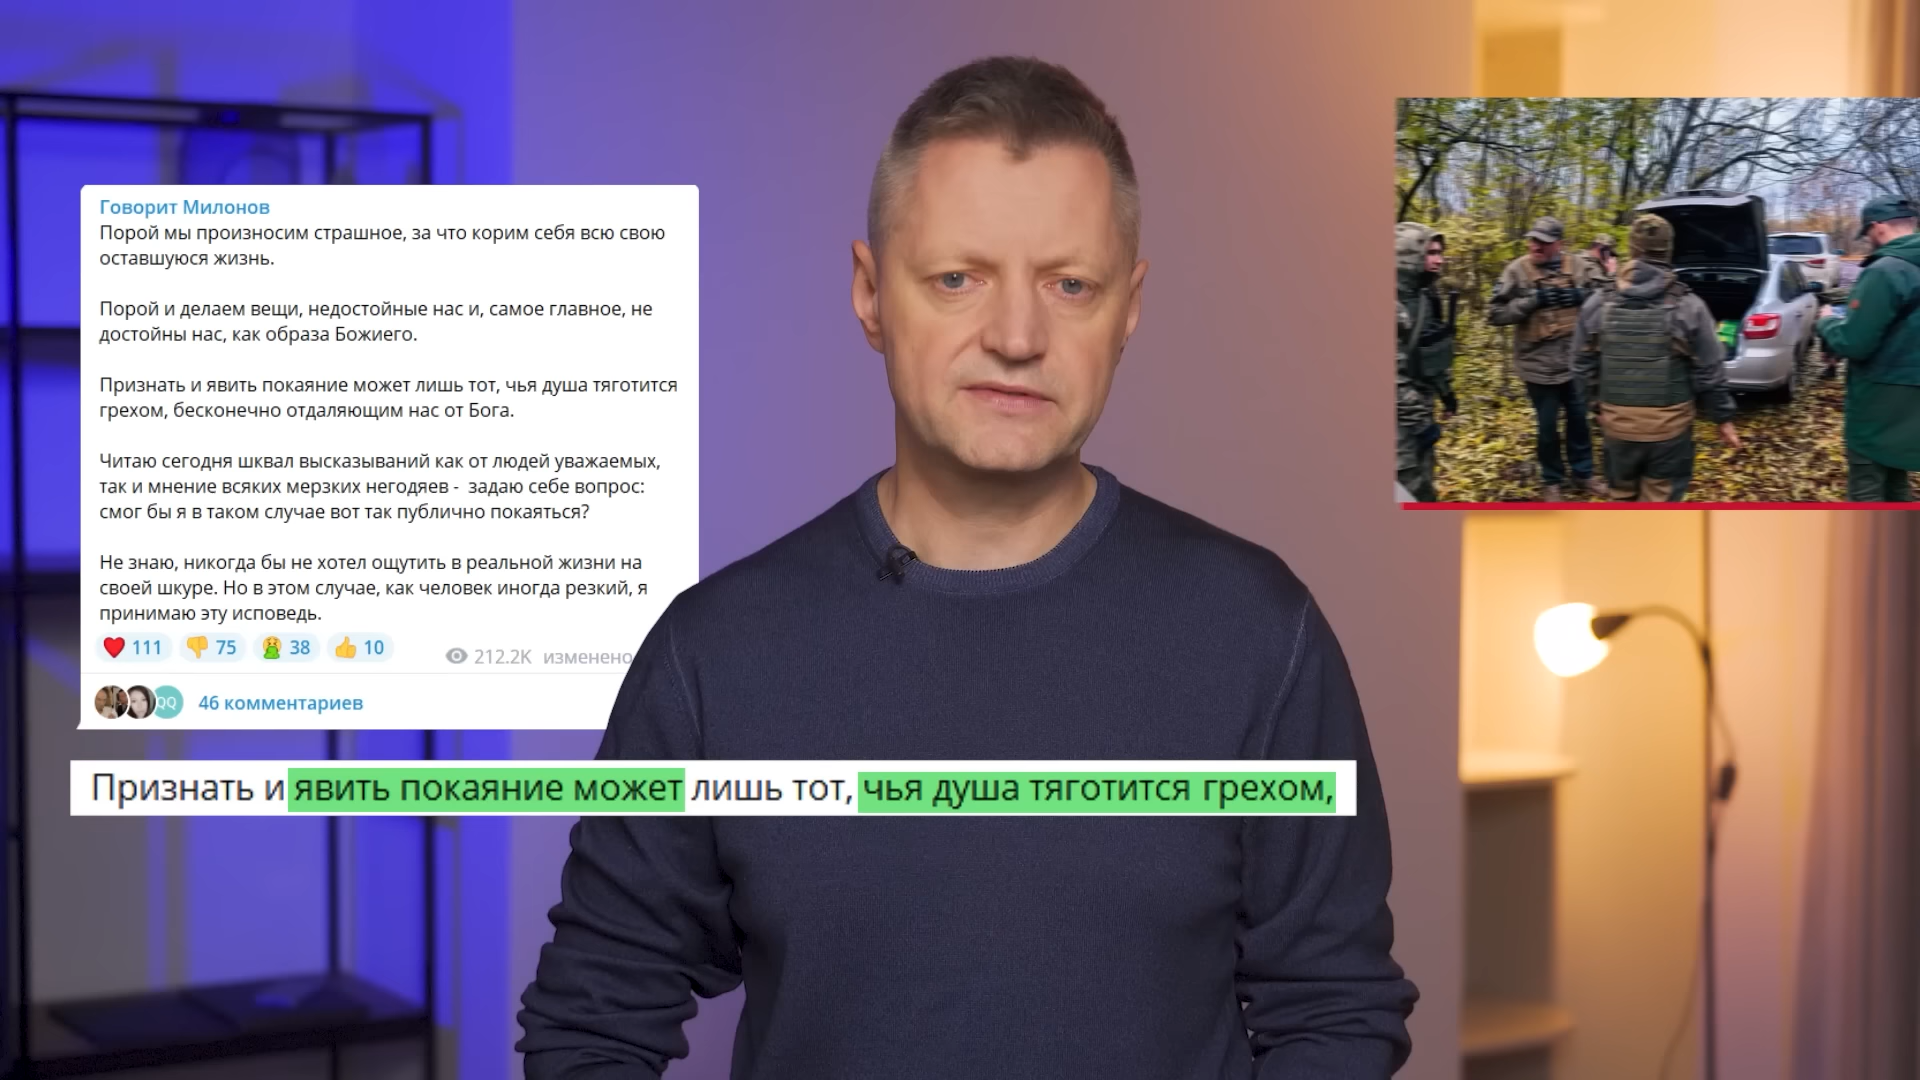 Говорит Милонов
Порой мы произносим страшное, за что корим себя всю свою
оставшуюся жизнь.
Порой и делаем вещи, недостойные нас и, самое главное, не
достойны нас, как образа Божиего.
Признать и явить покаяние может лишь тот, чья душа тяготится
грехом, бесконечно отдаляющим нас от Бога.
Читаю сегодня шквал высказываний как от людей уважаемых,
так и мнение всяких мерзких негодяев - задаю себе вопрос:
смог бы я в таком случае вот так публично покаяться?
Не знаю, никогда бы не хотел ощутить в реальной жизни на
своей шкуре. Но в этом случае, как человек иногда резкий, я
принимаю эту исповедь.
111 75 38 10
212.2K изменено
QQ 46 комментариев
Признать и явить покаяние может лишь тот, чья душа тяготится грехом,